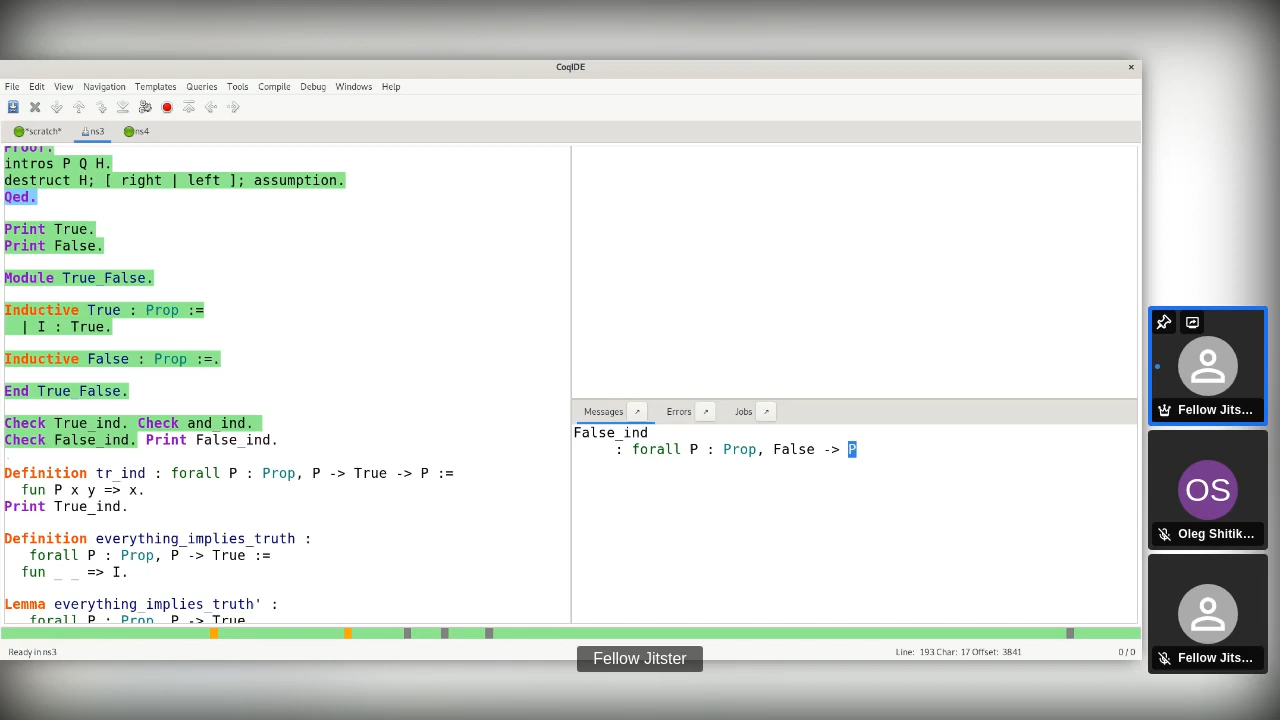 CoqIDE ×
File Edit View Navigation Templates Queries Tools Compile Debug Windows Help
*scratch* ns3 ns4
Proof.
intros P Q H.
destruct H; [ right | left ]; assumption.
Qed.
Print True.
Print False.
Module True_False.
Inductive True : Prop :=
| I : True.
Inductive False : Prop :=.
End True_False.
Check True_ind. Check and_ind.
Check False_ind. Print False_ind.
Definition tr_ind : forall P : Prop, P -> True -> P :=
fun P x y => x.
Print True_ind.
Definition everything_implies_truth :
forall P : Prop, P -> True :=
fun _ _ => I.
Lemma everything_implies_truth' :
forall P : Prop, P -> True
Messages Errors Jobs
False_ind
: forall P : Prop, False -> P
Ready in ns3
Line: 193 Char: 17 Offset: 3841
0 / 0
Fellow Jitster
Fellow Jits...
OS
Oleg Shitik...
Fellow Jits...